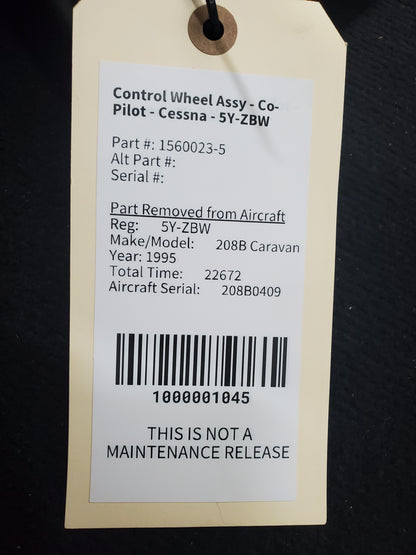 Control Wheel Assy - Co-
Pilot - Cessna - 5Y-ZBW
Part #: 1560023-5
Alt Part #:
Serial #:
Part Removed from Aircraft
Reg: 5Y-ZBW
Make/Model: 208B Caravan
Year: 1995
Total Time: 22672
Aircraft Serial: 208B0409
1000001045
THIS IS NOT A
MAINTENANCE RELEASE